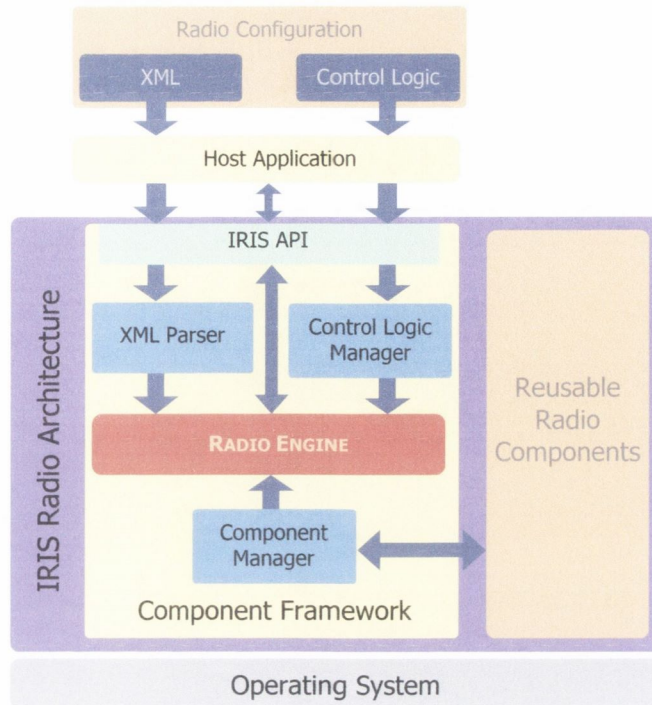 Radio Configuration
XML
Control Logic
Host Application
IRIS API
XML Parser
Control Logic
Manager
RADIO ENGINE
Component
Manager
Component Framework
IRIS Radio Architecture
Reusable
Radio
Components
Operating System